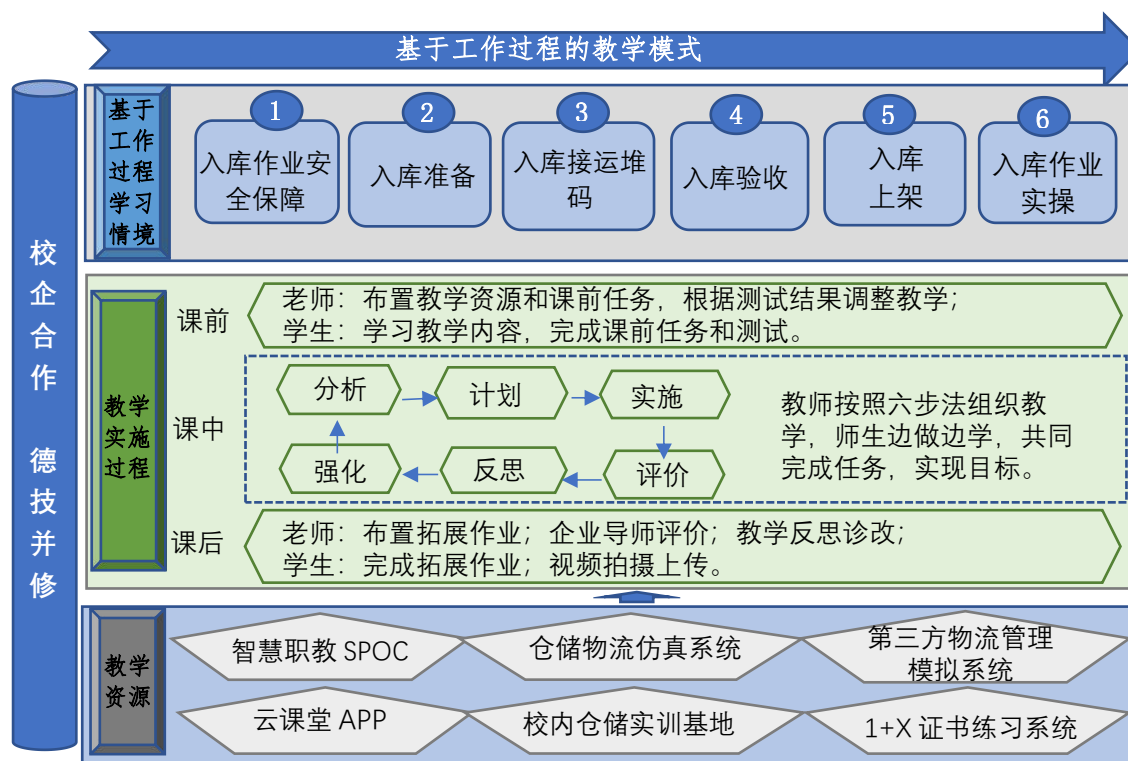 基于工作过程的教学模式
校企合作 德技并修
基于
工作
过程
学习
情境
1
入库作业安
全保障
2
入库准备
3
入库接运堆
码
4
入库验收
5
入库
上架
6
入库作业
实操
教学
实施
过程
课前
老师：布置教学资源和课前任务，根据测试结果调整教学；
学生：学习教学内容，完成课前任务和测试。
课中
分析
计划
实施
强化
反思
评价
教师按照六步法组织教
学，师生边做边学，共同
完成任务，实现目标。
课后
老师：布置拓展作业；企业导师评价；教学反思诊改；
学生：完成拓展作业；视频拍摄上传。
教学
资源
智慧职教 SPOC
仓储物流仿真系统
第三方物流管理
模拟系统
云课堂 APP
校内仓储实训基地
1+X 证书练习系统